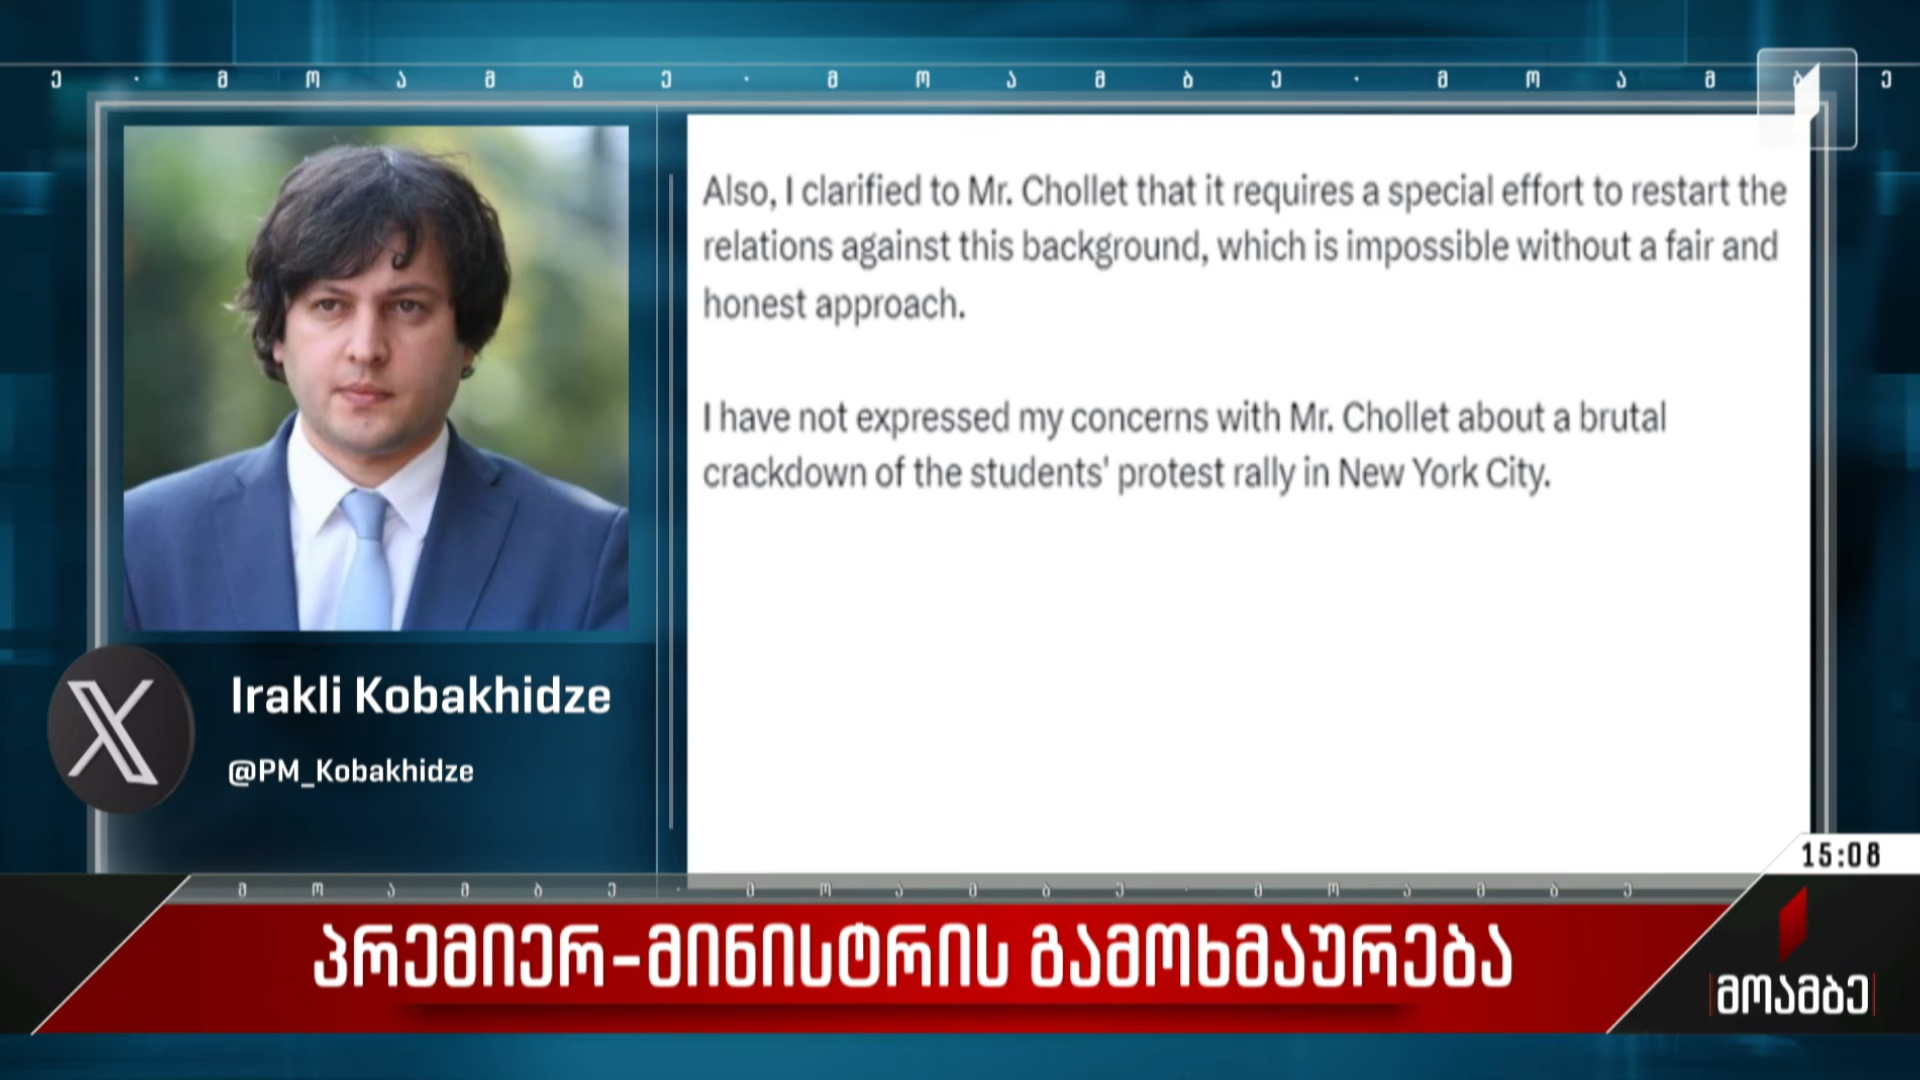 ე · მ ო ა მ ბ ე · მ ო ა მ ბ ე · მ ო ა მ ბ ე
Also, I clarified to Mr. Chollet that it requires a special effort to restart the
relations against this background, which is impossible without a fair and
honest approach.
I have not expressed my concerns with Mr. Chollet about a brutal
crackdown of the students' protest rally in New York City.
Irakli Kobakhidze
@PM_Kobakhidze
15:08
მ ო ა მ ბ ე · მ ო ა მ ბ ე · მ ო ა მ ბ ე
პრემიერ-მინისტრის გამოხმაურება
მოამბე